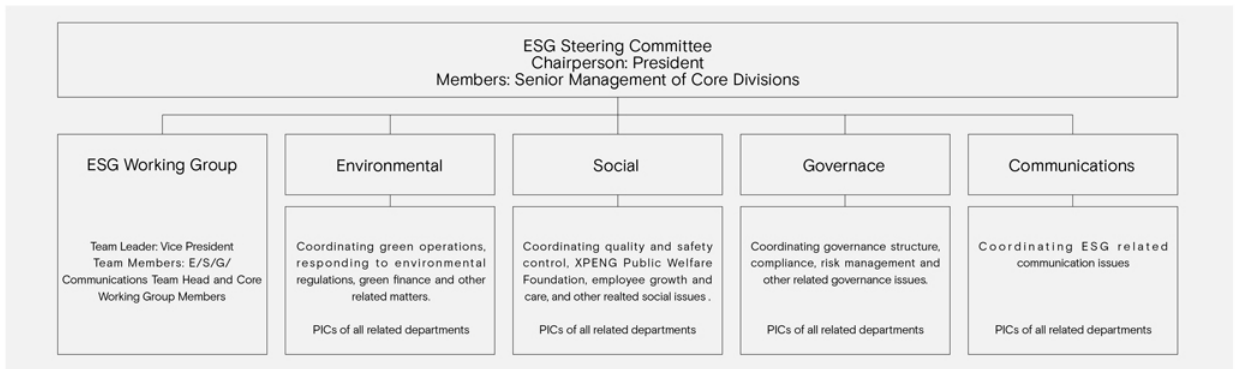 ESG Steering Committee
Chairperson: President
Members: Senior Management of Core Divisions
ESG Working Group
Team Leader: Vice President
Team Members: E/S/G/
Communications Team Head and Core
Working Group Members
Environmental
Coordinating green operations,
responding to environmental
regulations, green finance and other
related matters.
PICs of all related departments
Social
Coordinating quality and safety
control, XPENG Public Welfare
Foundation, employee growth and
care, and other realted social issues .
PICs of all related departments
Governace
Coordinating governance structure,
compliance, risk management and
other related governance issues.
PICs of all related departments
Communications
Coordinating ESG related
communication issues
PICs of all related departments